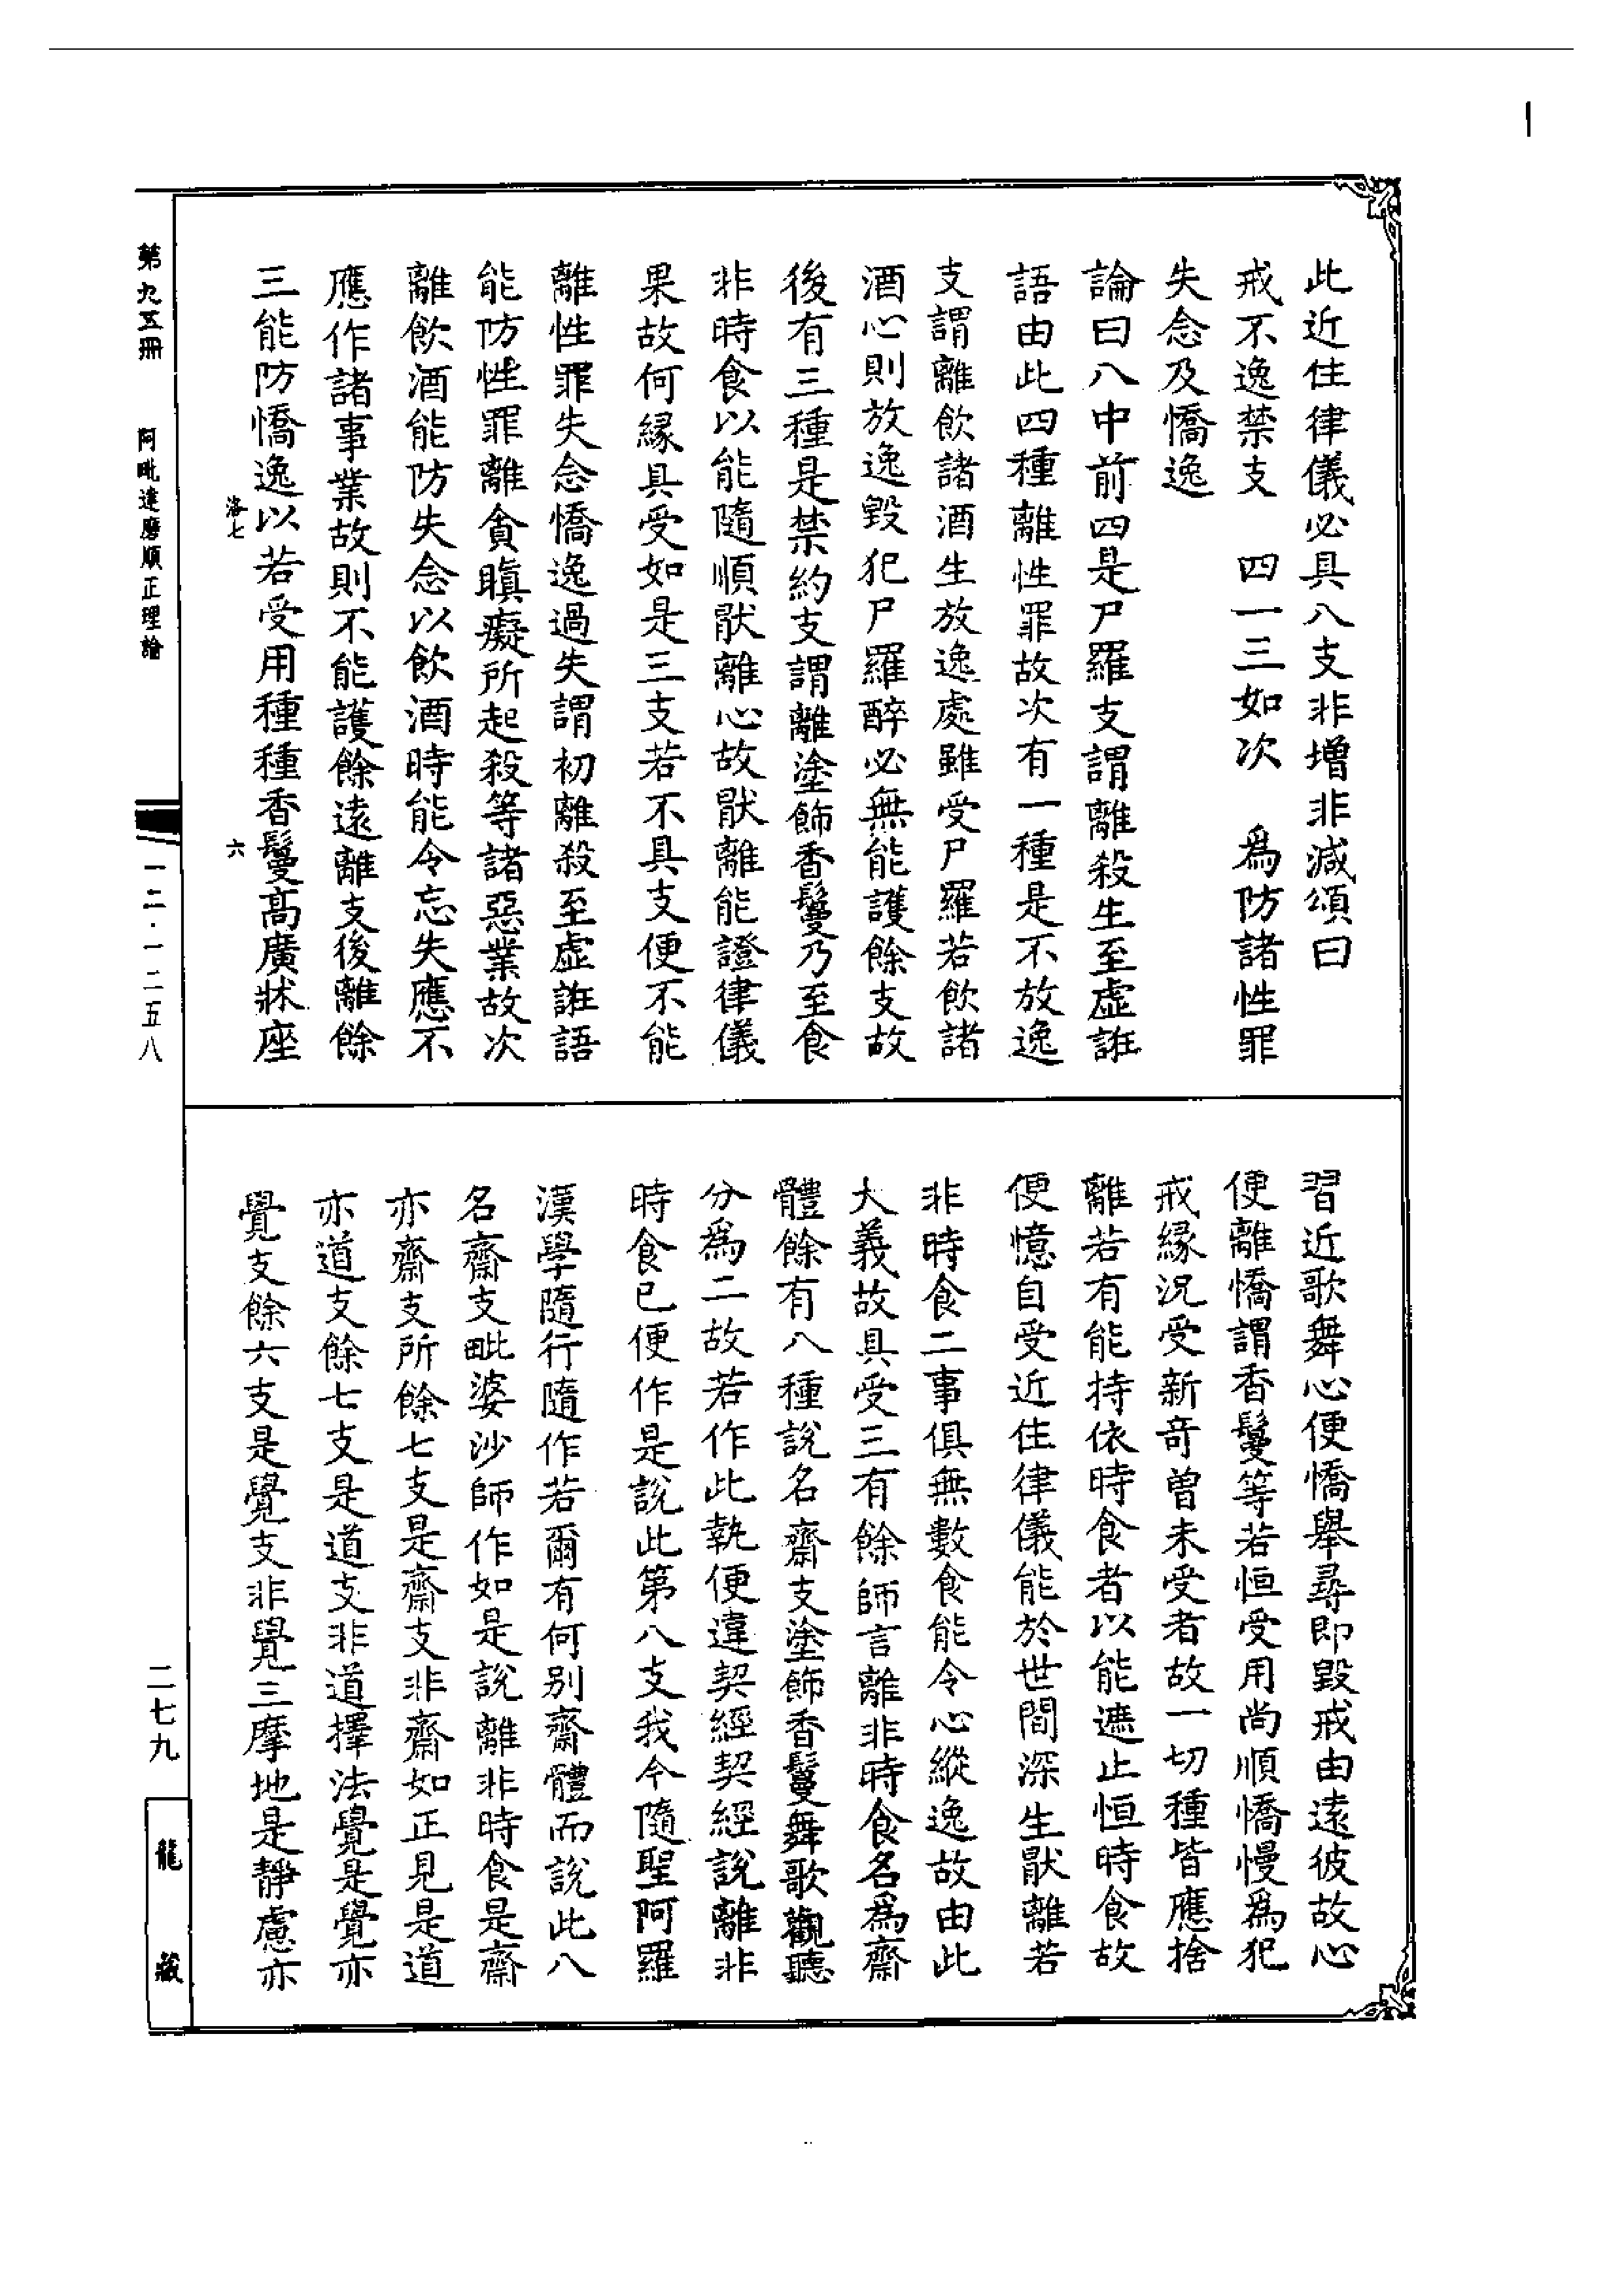 此近住律儀必具八支非增非減頌曰
戒不逸禁支　四一三如次　爲防諸性罪
失念及憍逸
論曰八中前四是尸羅支謂離殺生至虛誑
語由此四種離性罪故次有一種是不放逸
支謂離飲諸酒生放逸處雖受尸羅若飲諸
酒心則放逸毀犯尸羅醉必無能護餘支故
後有三種是禁約支謂離塗飾香鬘乃至食
非時食以能隨順猒離心故猒離能證律儀
果故何緣具受如是三支若不具支便不能
離性罪失念憍逸過失謂初離殺至虛誑語
能防性罪離貪瞋癡所起殺等諸惡業故次
離飲酒能防失念以飲酒時能令忘失應不
應作諸事業故則不能護餘遠離支後離餘
三能防憍逸以若受用種種香鬘高廣牀座
洛七　六
習近歌舞心便憍舉尋即毀戒由遠彼故心
便離憍謂香鬘等若恒受用尚順憍慢爲犯
戒緣況受新奇曾未受者故一切種皆應捨
離若有能持依時食者以能遮止恒時食故
便憶自受近住律儀能於世間深生猒離若
非時食二事俱無數食能令心縱逸故由此
大義故具受三有餘師言離非時食名爲齋
體餘有八種說名齋支塗飾香鬘舞歌觀聽
分爲二故若作此執便違契經契經說離非
時食已便作是說此第八支我今隨聖阿羅
漢學隨行隨作若爾有何別齋體而說此八
名齋支毗婆沙師作如是說離非時食是齋
亦齋支所餘七支是齋支非齋如正見是道
亦道支餘七支是道支非道擇法覺是覺亦
覺支餘六支是覺支非覺三摩地是靜慮亦
第九五冊　阿毗達磨順正理論
一二·一二五八
二七九
龍藏